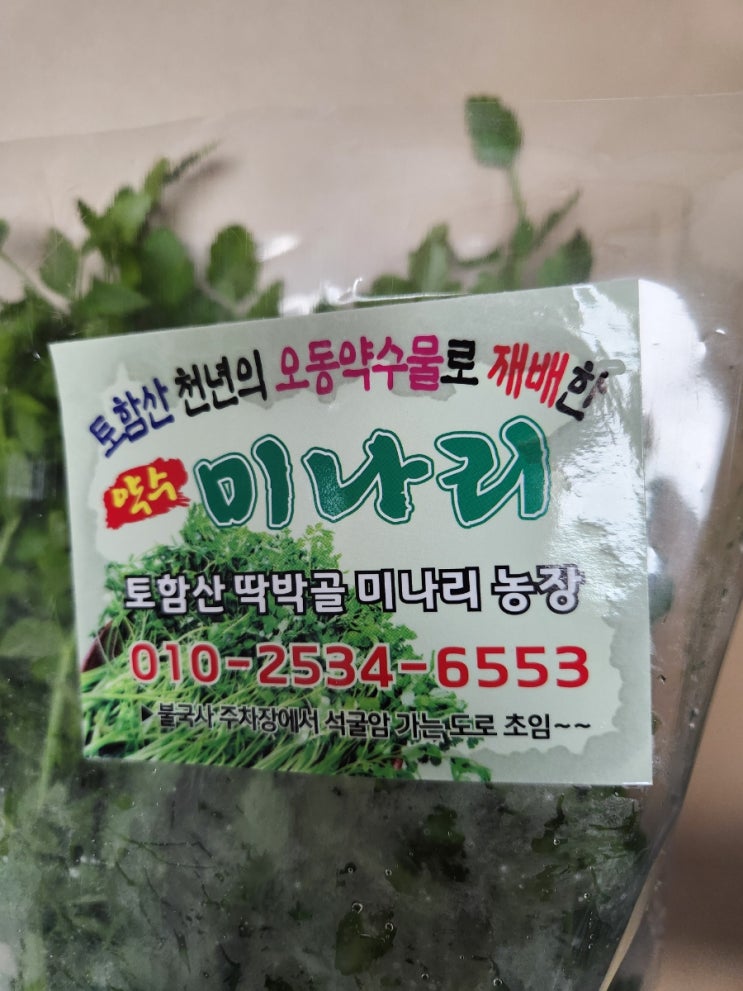 토함산 천년의 오동약수물로 재배한
약수 미나리
토함산 딱박골 미나리 농장
010-2534-6553
▶불국사 주차장에서 석굴암 가는 도로 초임~~